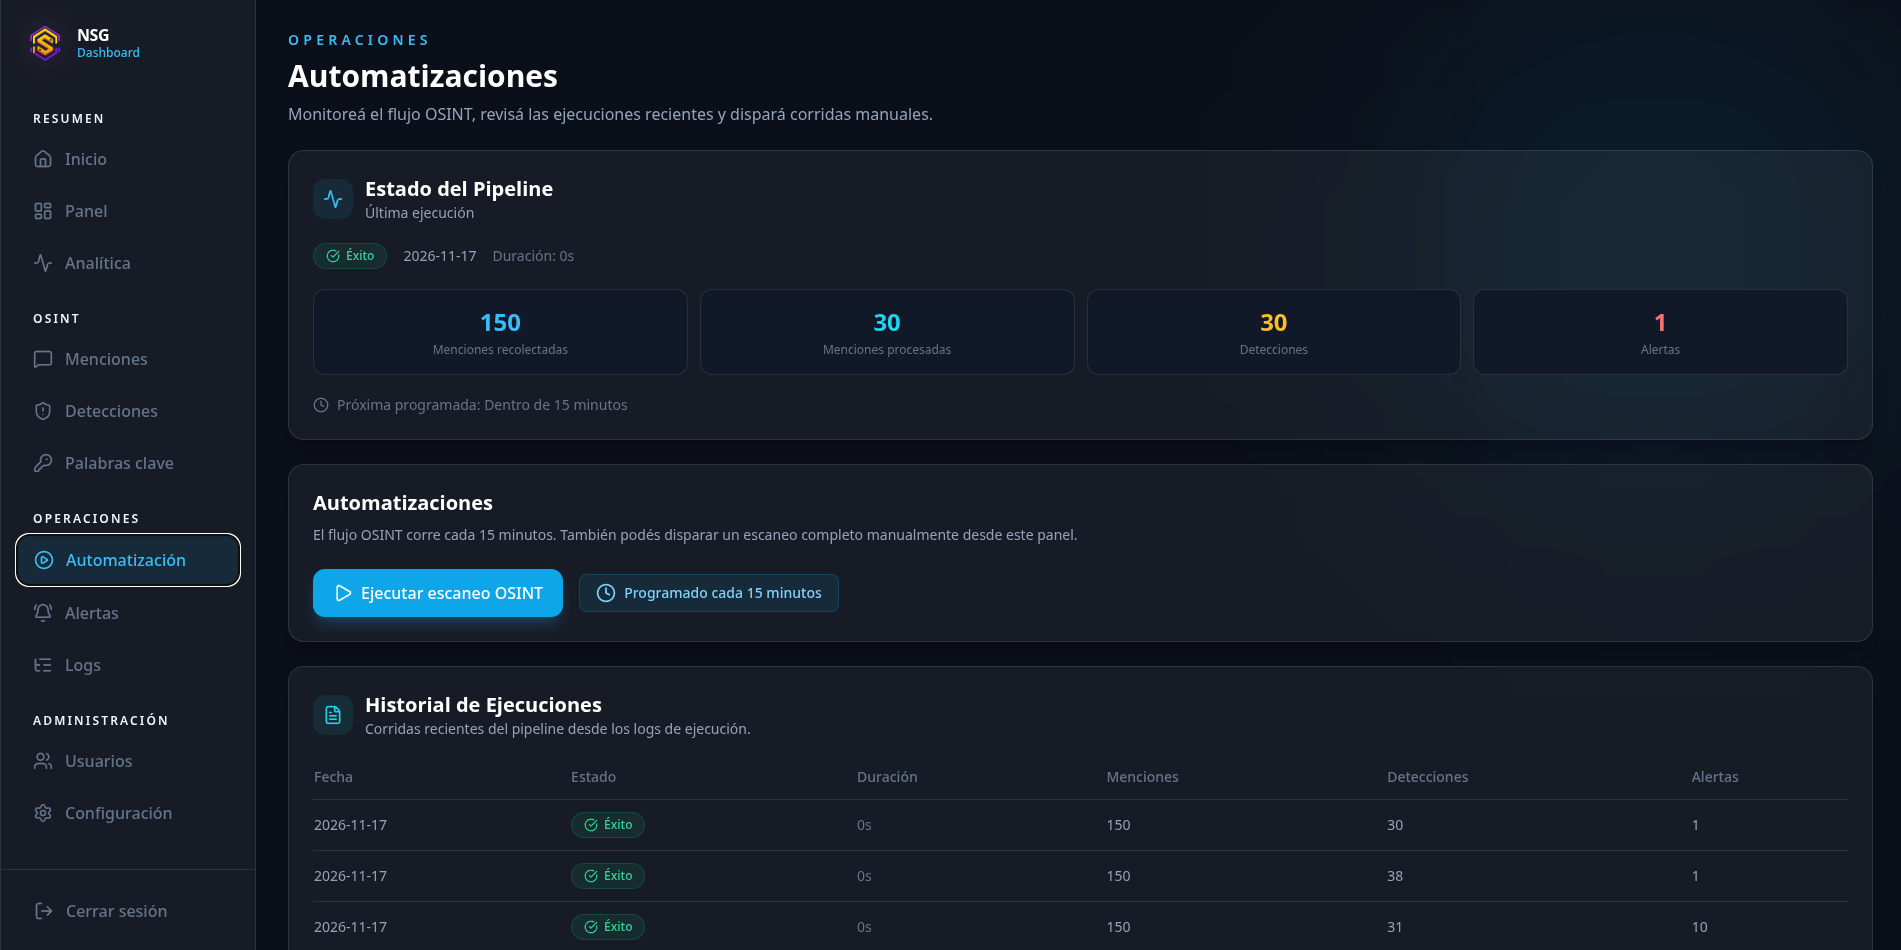 NSG
Dashboard
RESUMEN
Inicio
Panel
Analítica
OSINT
Menciones
Detecciones
Palabras clave
OPERACIONES
Automatización
Alertas
Logs
ADMINISTRACIÓN
Usuarios
Configuración
Cerrar sesión
OPERACIONES
Automatizaciones
Monitoreá el flujo OSINT, revisá las ejecuciones recientes y dispará corridas manuales.
Estado del Pipeline
Última ejecución
Éxito 2026-11-17 Duración: 0s
150 30 30 1
Menciones recolectadas Menciones procesadas Detecciones Alertas
Próxima programada: Dentro de 15 minutos
Automatizaciones
El flujo OSINT corre cada 15 minutos. También podés disparar un escaneo completo manualmente desde este panel.
Ejecutar escaneo OSINT Programado cada 15 minutos
Historial de Ejecuciones
Corridas recientes del pipeline desde los logs de ejecución.
Fecha Estado Duración Menciones Detecciones Alertas
2026-11-17 Éxito 0s 150 30 1
2026-11-17 Éxito 0s 150 38 1
2026-11-17 Éxito 0s 150 31 10